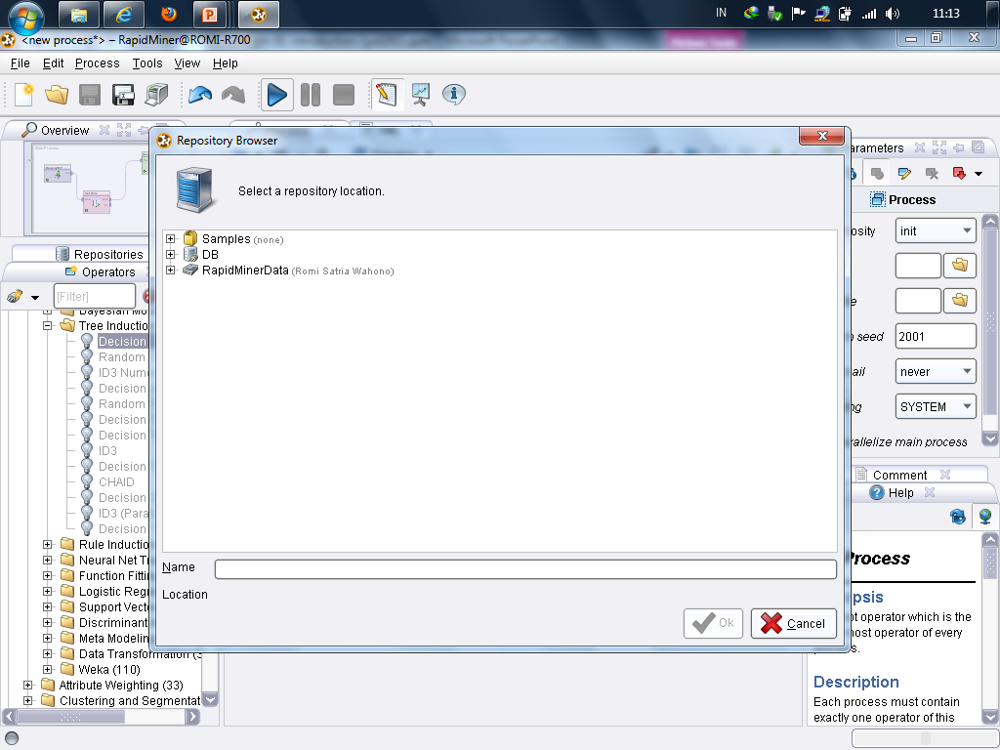 IN
11:13
<new process*> – RapidMiner@ROMI-R700
File Edit Process Tools View Help
Overview
Repositories
Operators
[Filter]
Tree Inductio
Decision
Random
ID3 Num
Decision
Random
Decision
Decision
ID3
Decision
CHAID
Decision
ID3 (Para
Decision
Rule Inductio
Neural Net T
Function Fitti
Logistic Regr
Support Vecto
Discriminant
Meta Modelin
Data Transformation (3
Weka (110)
Attribute Weighting (33)
Clustering and Segmentat
Repository Browser
Select a repository location.
Samples (none)
DB
RapidMinerData (Romi Satria Wahono)
Name
Location
Ok
Cancel
arameters
Process
osity
init
e
seed
2001
ail
never
ng
SYSTEM
rallelize main process
Comment
Help
Process
psis
ot operator which is the
most operator of every
s.
Description
Each process must contain
exactly one operator of this